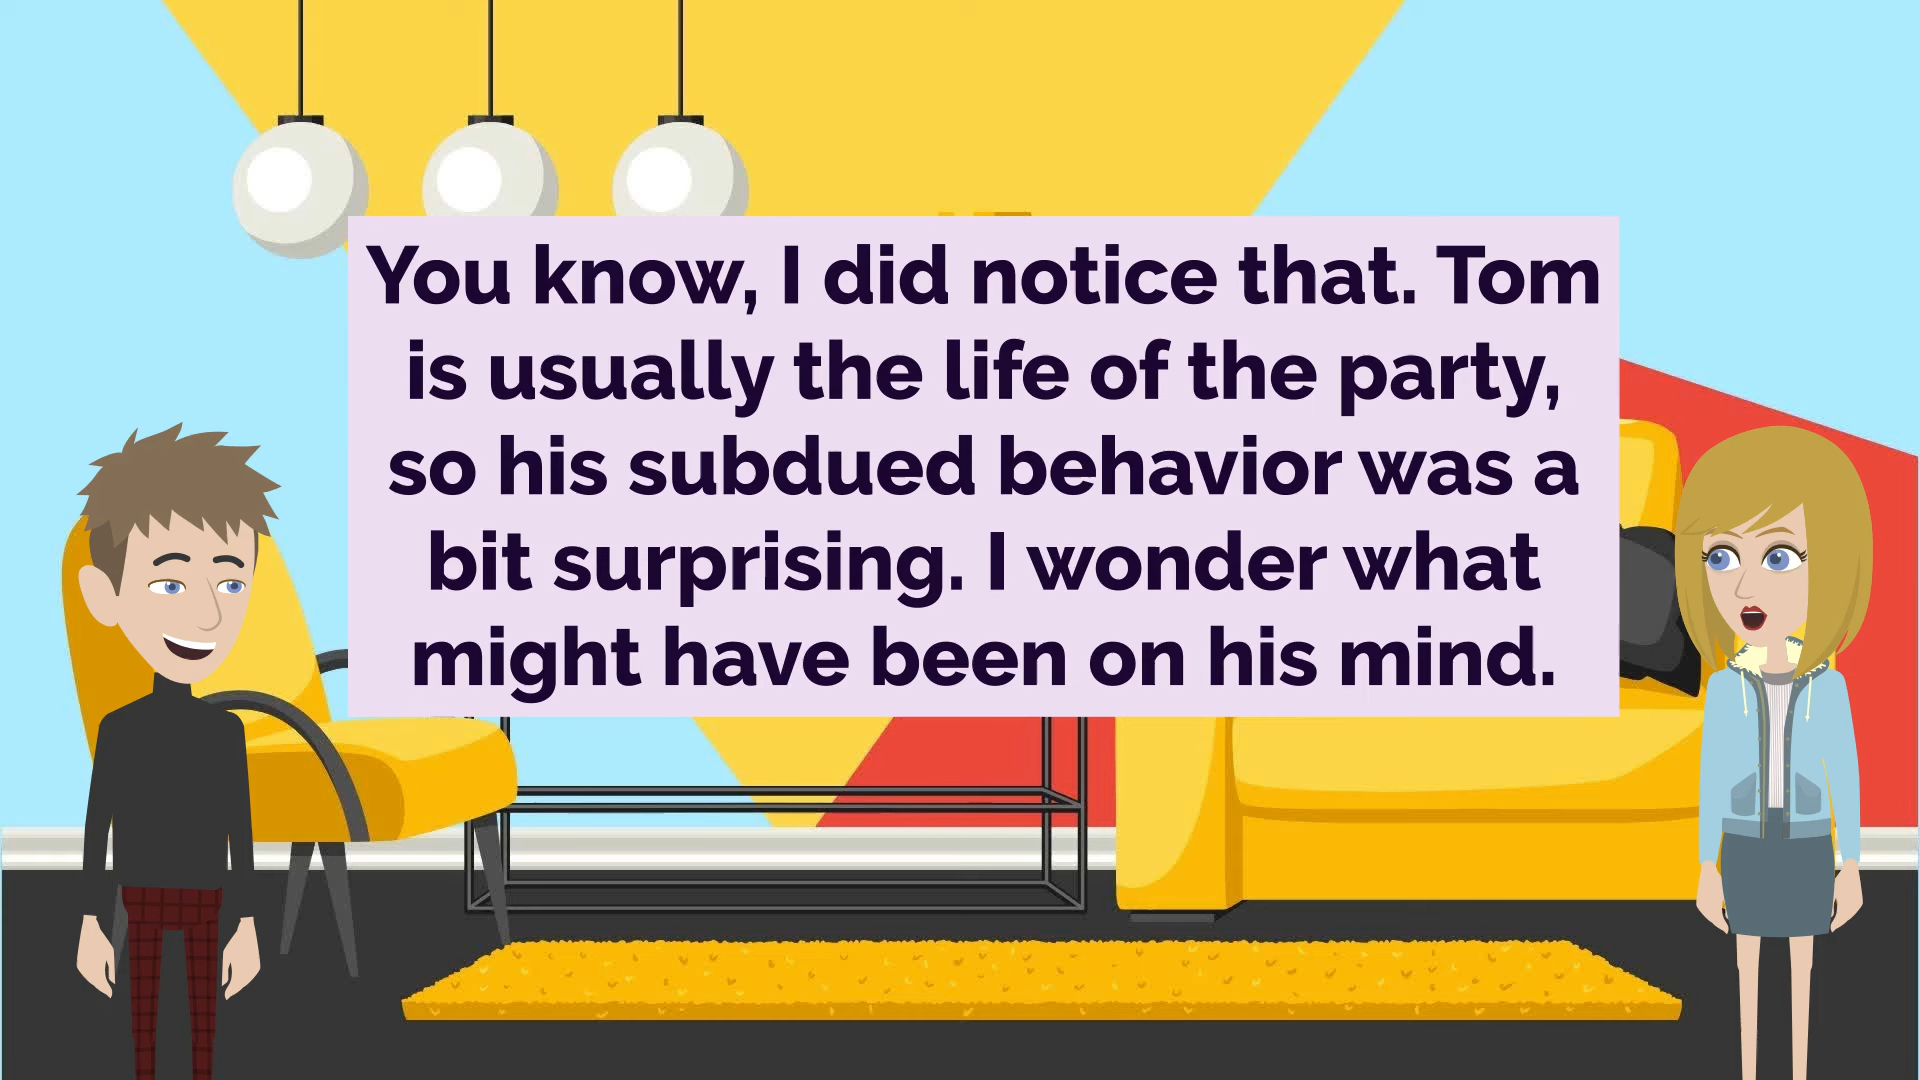 You know, I did notice that. Tom
is usually the life of the party,
so his subdued behavior was a
bit surprising. I wonder what
might have been on his mind.